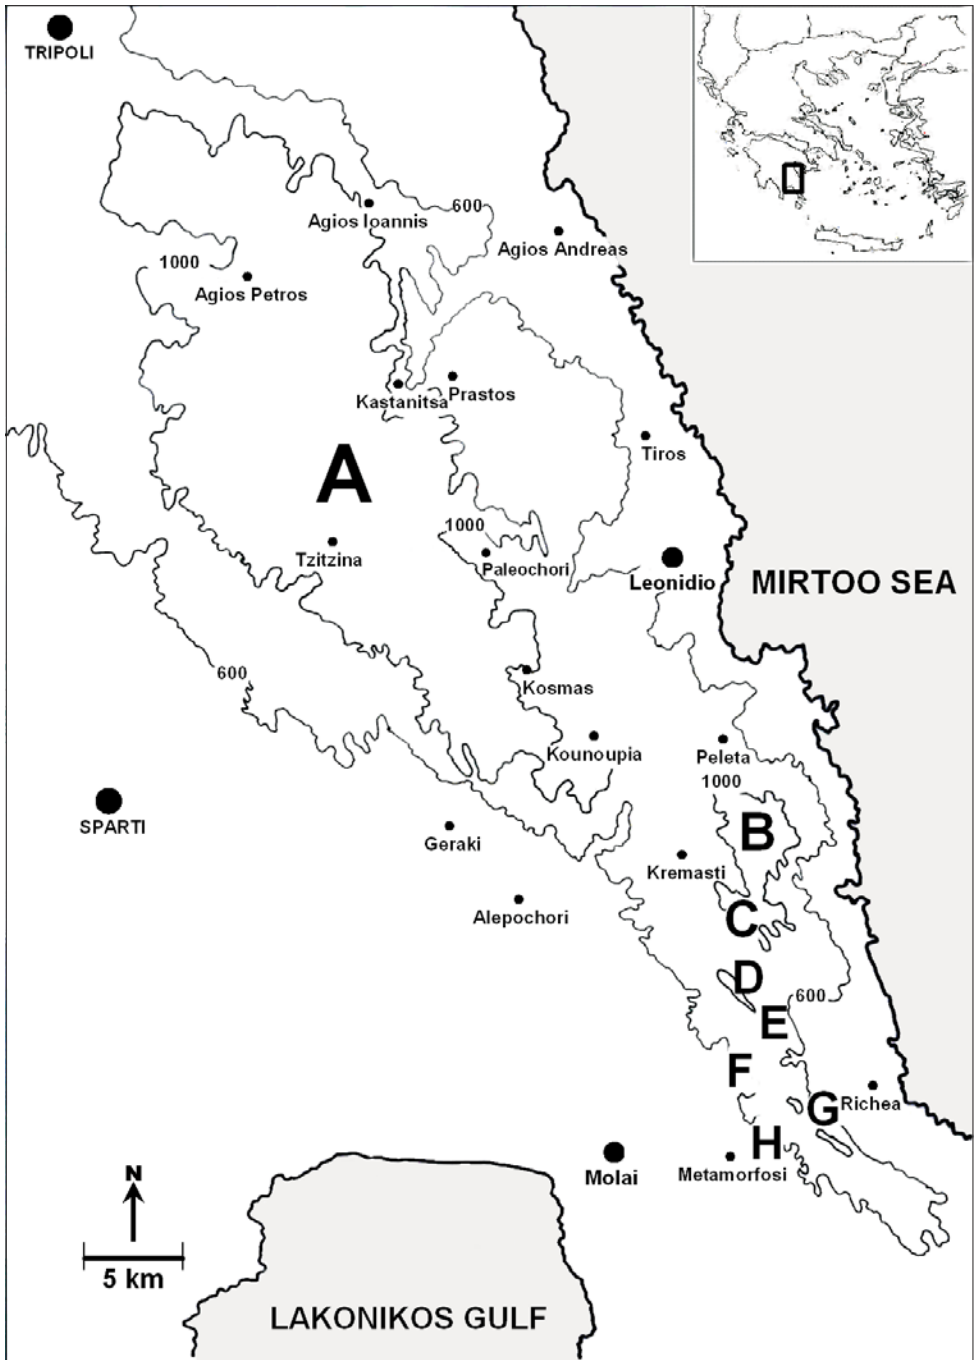 TRIPOLI
600
Agios Ioannis
Agios Andreas
1000
Agios Petros
Kastanitsa
Prastos
Tiros
A
1000
Tzitzina
Paleochori
Leonidio
MIRTOO SEA
600
Kosmas
Kounoupia
Peleta
1000
SPARTI
B
Geraki
Kremasti
Alepochori
C
D
600
E
F
G
Richea
H
Molai
Metamorfosi
N
5 km
LAKONIKOS GULF